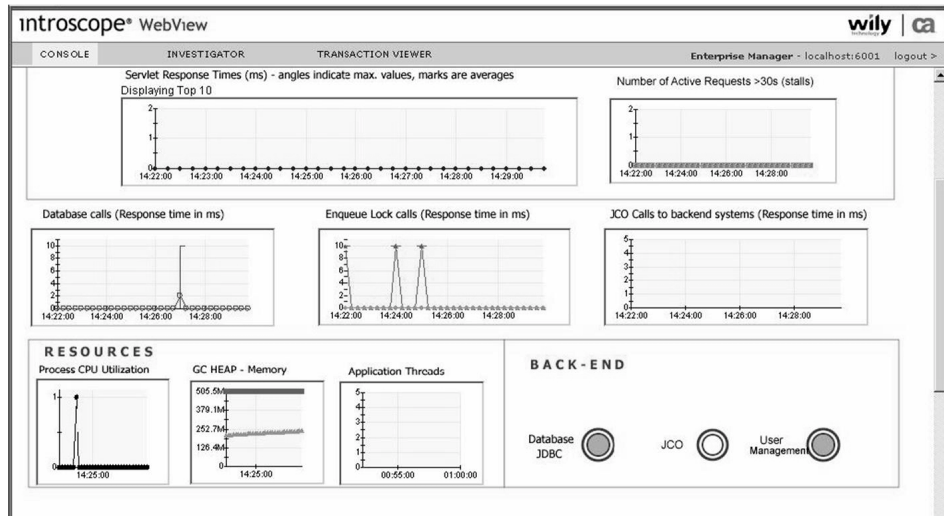 ıntroscope® WebVıew
wily technology | ca
CONSOLE INVESTIGATOR TRANSACTION VIEWER Enterprise Manager - localhost:6001 logout >
Servlet Response Times (ms) - angles indicate max. values, marks are averages
Displaying Top 10
2
1
0
14:22:00 14:23:00 14:24:00 14:25:00 14:26:00 14:27:00 14:28:00 14:29:00
Number of Active Requests >30s (stalls)
2
1
0
14:22:00 14:24:00 14:26:00 14:28:00
Database calls (Response time in ms)
10
8
6
4
2
0
14:22:00 14:24:00 14:26:00 14:28:00
Enqueue Lock calls (Response time in ms)
10
8
6
4
2
0
14:22:00 14:24:00 14:26:00 14:28:00
JCO Calls to backend systems (Response time in ms)
5
4
3
2
1
0
14:22:00 14:24:00 14:26:00 14:28:00
RESOURCES
Process CPU Utilization
1
0
14:25:00
GC HEAP - Memory
505.5M
379.1M
252.7M
126.4M
0
14:25:00
Application Threads
5
4
3
2
1
0
00:55:00 01:00:00
BACK-END
Database
JDBC
JCO
User
Management